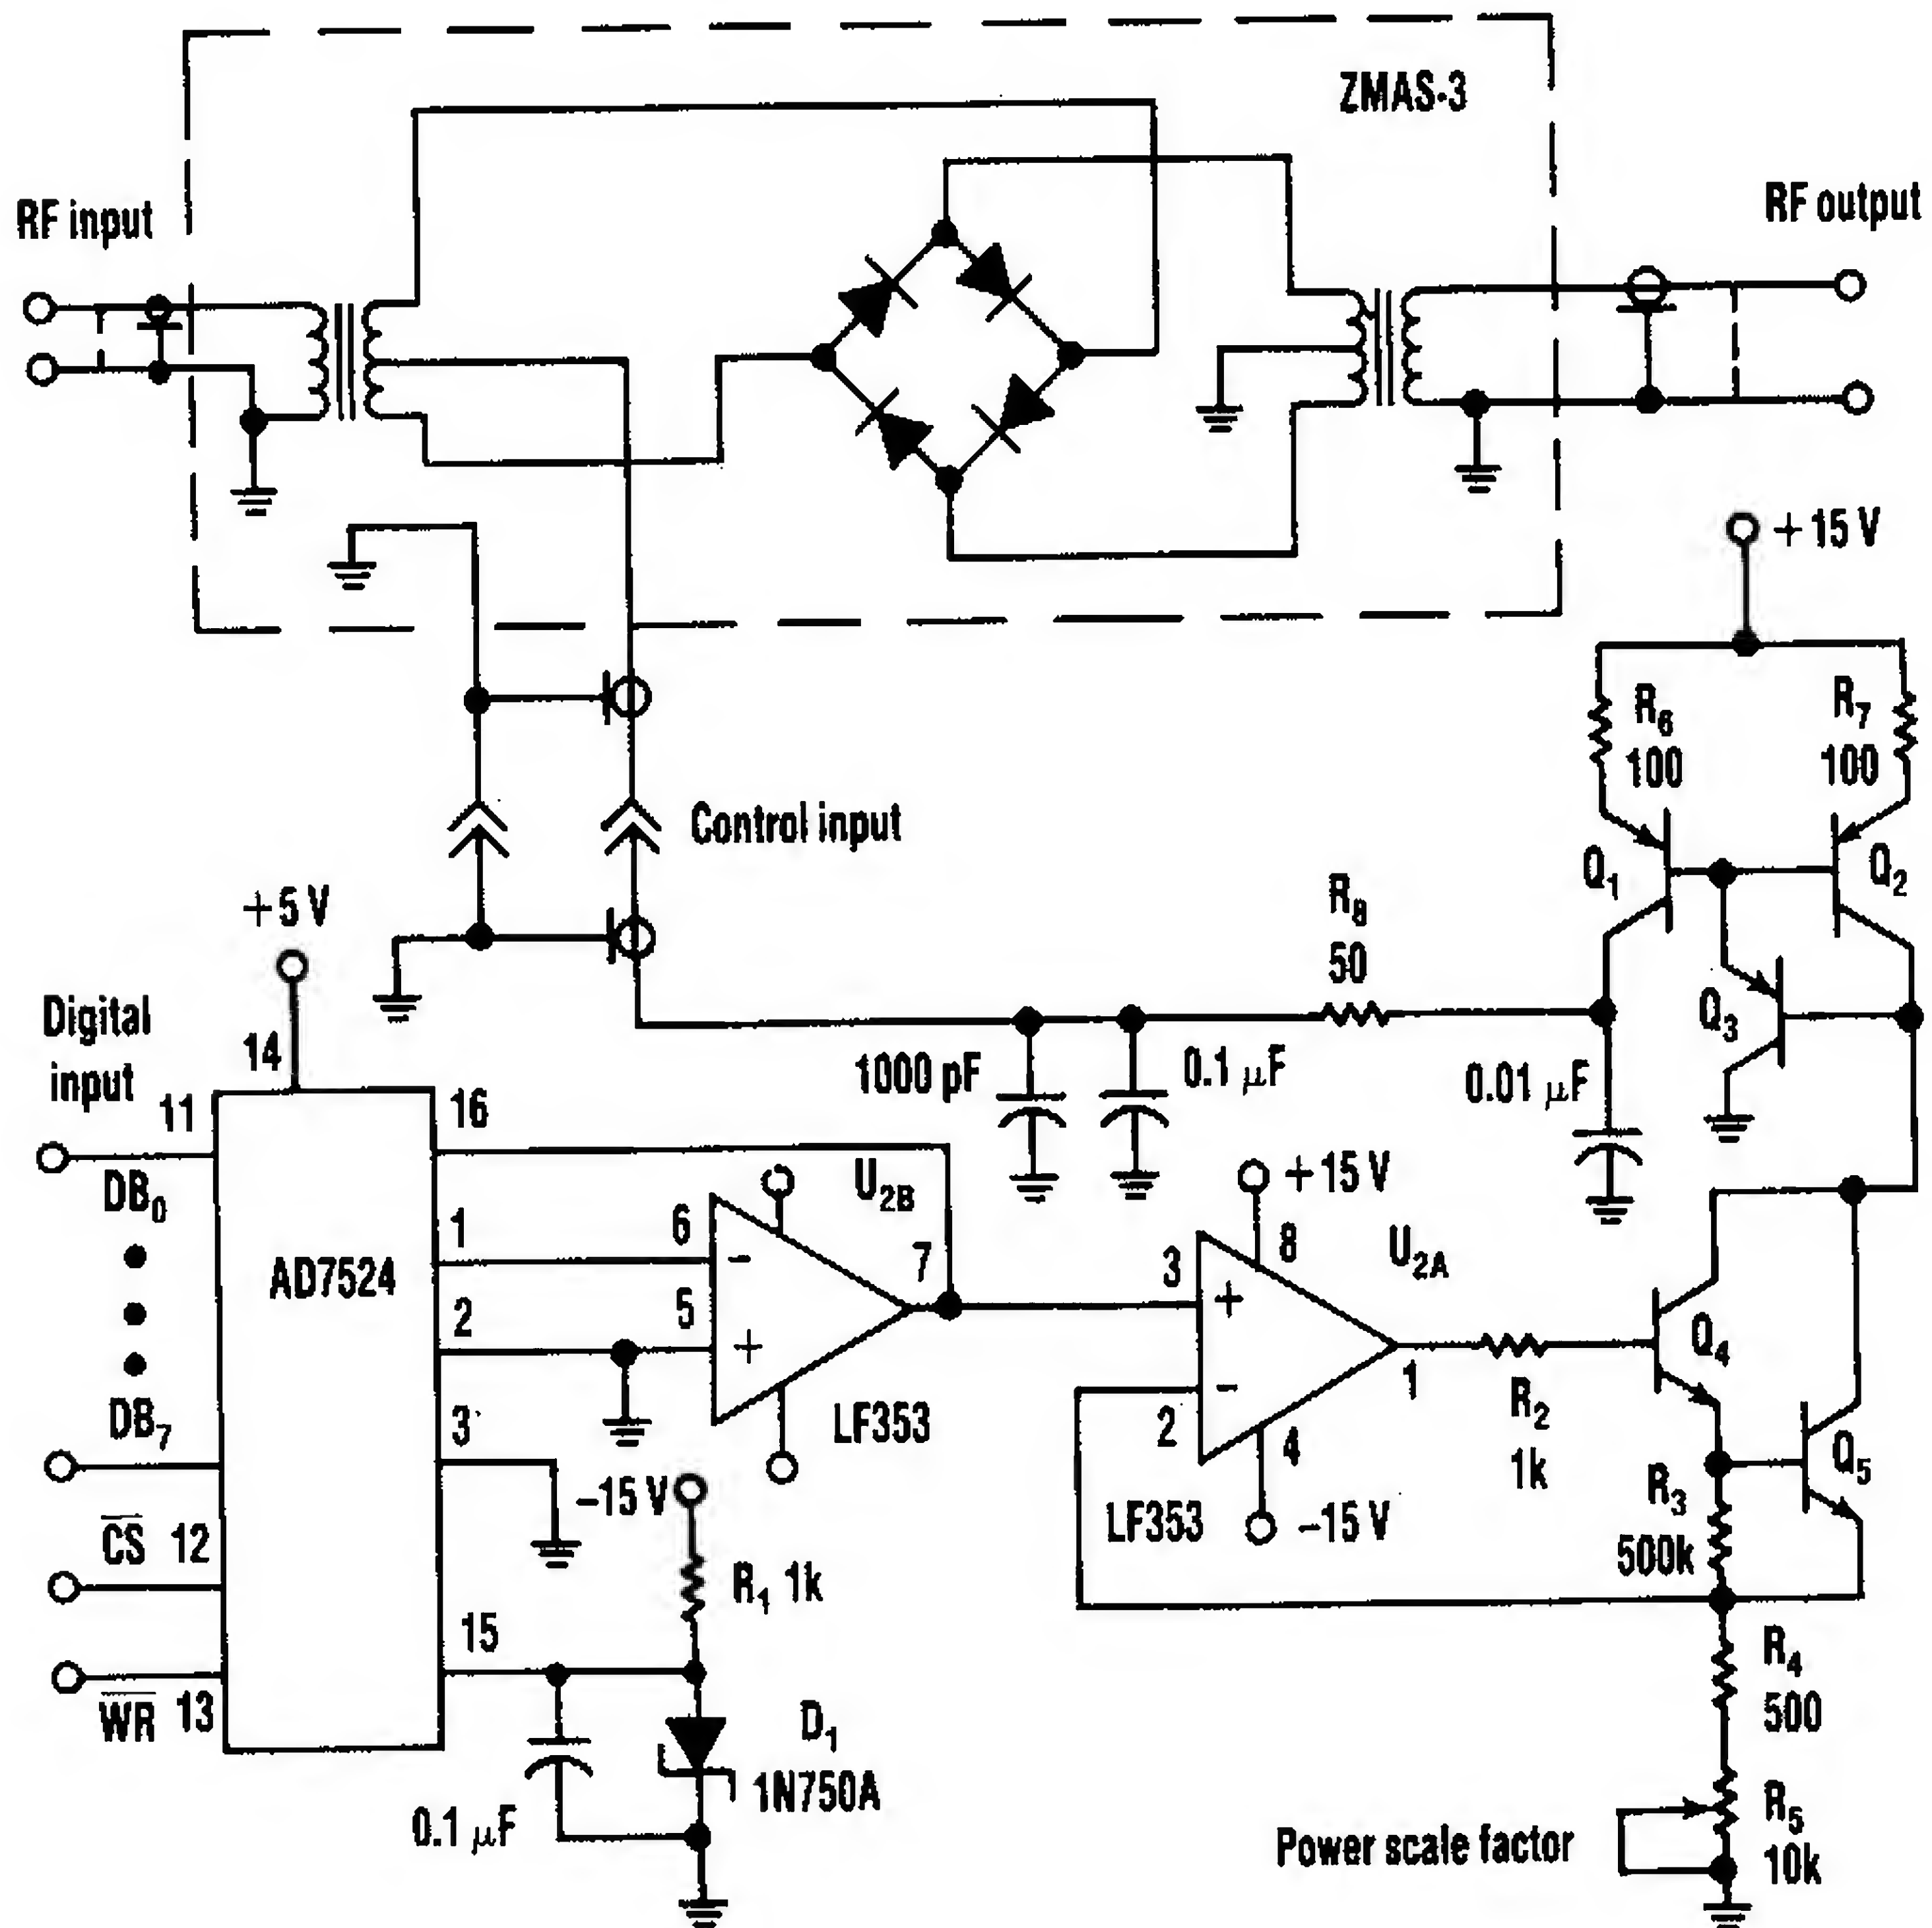 ZMAS-3
RF input
RF output
+15 V
R6
100
R7
100
Control input
Q1
Q2
+5 V
50
Digital
input
14
Q3
11
16
1000 pF
0.1 μF
0.01 μF
DB0
U2B
+15 V
1
6
−
7
3
+
8
U2A
AD7524
2
5
+
Q4
DB7
3
LF353
−
2
4
1
R2
1k
Q5
−15 V
LF353
−15 V
R3
500k
CS 12
R1 1k
15
R4
500
WR 13
D1
1N750A
0.1 μF
Power scale factor
R5
10k